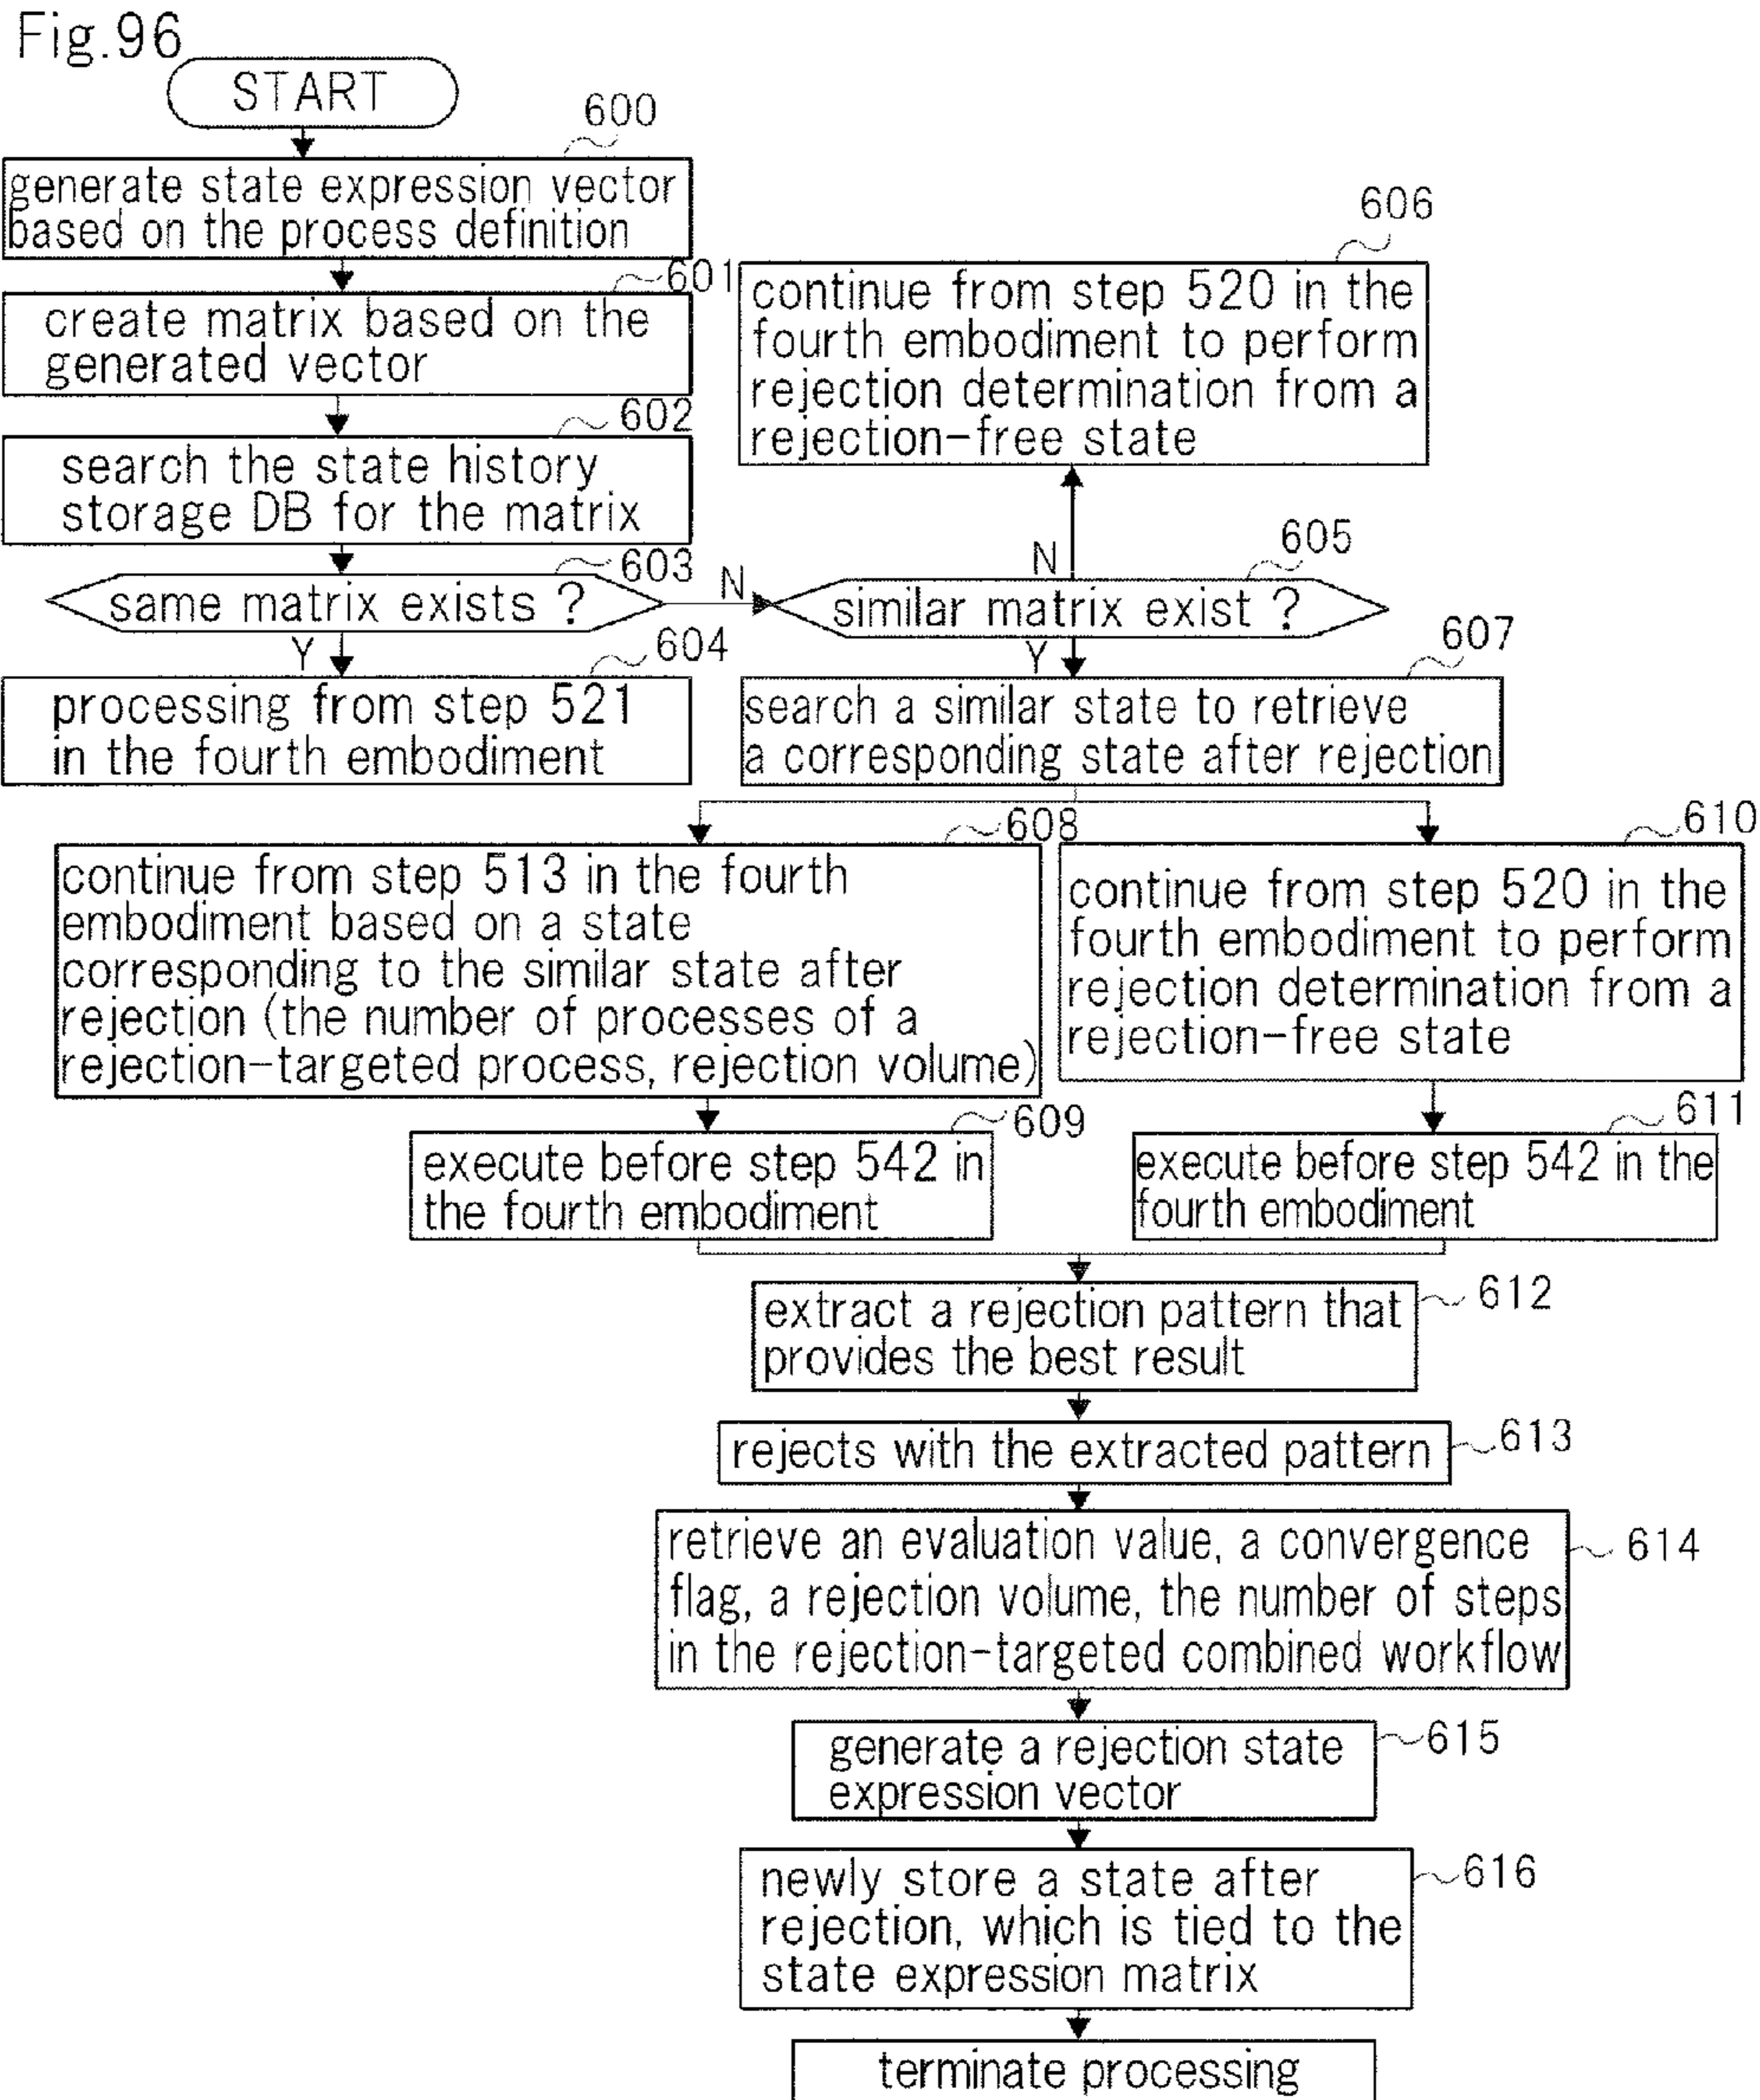 Fig.96
START
600
generate state expression vector
based on the process definition
601
create matrix based on the
generated vector
602
search the state history
storage DB for the matrix
603
same matrix exists ?
N
Y
604
processing from step 521
in the fourth embodiment
606
continue from step 520 in the
fourth embodiment to perform
rejection determination from a
rejection-free state
N
605
similar matrix exist ?
Y
607
search a similar state to retrieve
a corresponding state after rejection
608
continue from step 513 in the fourth
embodiment based on a state
corresponding to the similar state after
rejection (the number of processes of a
rejection-targeted process, rejection volume)
610
continue from step 520 in the
fourth embodiment to perform
rejection determination from a
rejection-free state
609
execute before step 542 in
the fourth embodiment
611
execute before step 542 in the
fourth embodiment
612
extract a rejection pattern that
provides the best result
613
rejects with the extracted pattern
614
retrieve an evaluation value, a convergence
flag, a rejection volume, the number of steps
in the rejection-targeted combined workflow
615
generate a rejection state
expression vector
616
newly store a state after
rejection, which is tied to the
state expression matrix
terminate processing